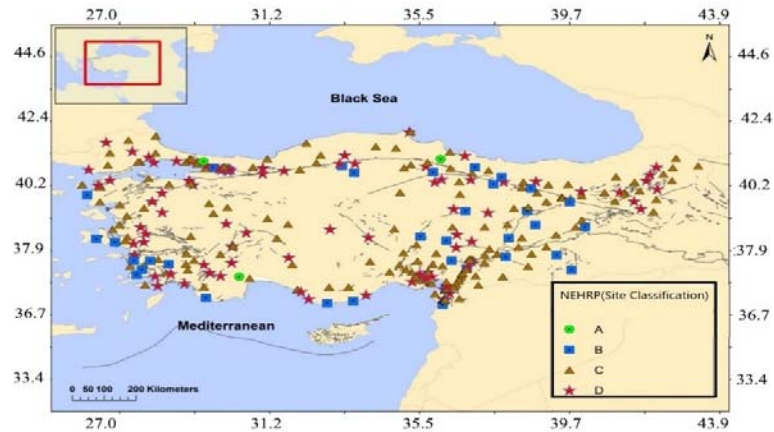 27.0 31.2 35.5 39.7 43.9
44.6 44.6
N
Black Sea
42.4 42.4
40.2 40.2
37.9 37.9
NEHRP(Site Classification)
36.7 36.7
A
Mediterranean
B
C
33.4 33.4
0 50 100 200 Kilometers
D
27.0 31.2 35.5 39.7 43.9